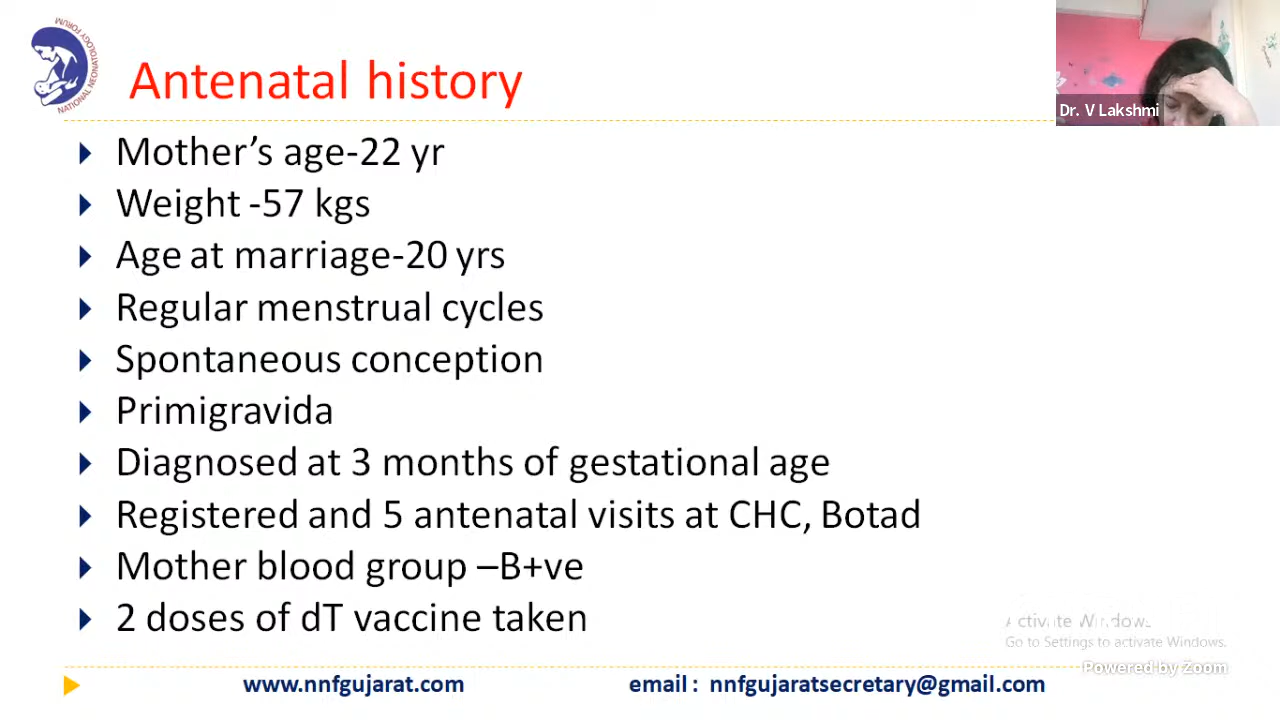 NATIONAL NEONATOLOGY FORUM
Antenatal history
Dr. V Lakshmi
Mother’s age-22 yr
Weight -57 kgs
Age at marriage-20 yrs
Regular menstrual cycles
Spontaneous conception
Primigravida
Diagnosed at 3 months of gestational age
Registered and 5 antenatal visits at CHC, Botad
Mother blood group –B+ve
2 doses of dT vaccine taken
Activate Windows
Go to Settings to activate Windows.
Powered by Zoom
www.nnfgujarat.com
email : nnfgujaratsecretary@gmail.com